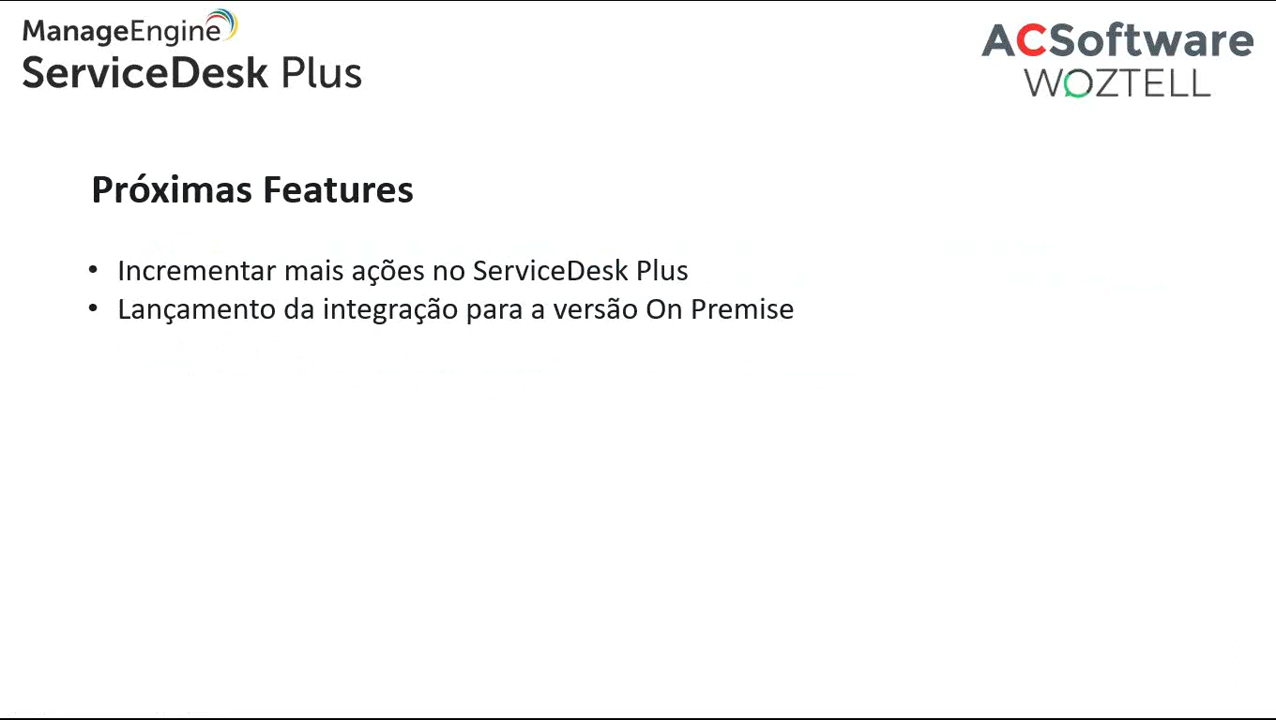 ManageEngine
ServiceDesk Plus
ACSoftware
WOZTELL
Próximas Features
• Incrementar mais ações no ServiceDesk Plus
• Lançamento da integração para a versão On Premise